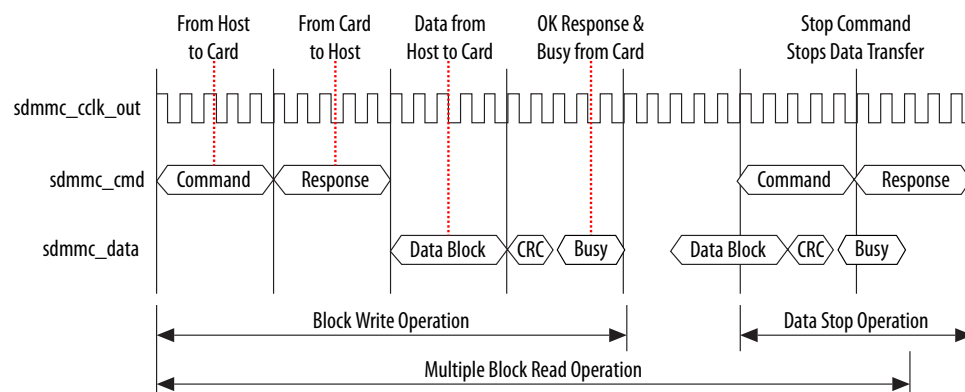 From Host
to Card
From Card
to Host
Data from
Host to Card
OK Response &
Busy from Card
Stop Command
Stops Data Transfer
sdmmc_cclk_out
sdmmc_cmd
Command
Response
Command
Response
sdmmc_data
Data Block
CRC
Busy
Data Block
CRC
Busy
Block Write Operation
Data Stop Operation
Multiple Block Read Operation